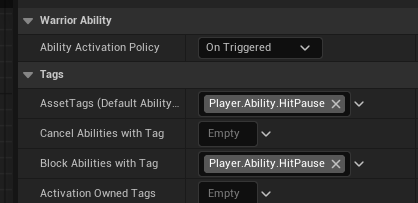 Warrior Ability
Ability Activation Policy On Triggered
Tags
AssetTags (Default Ability... Player.Ability.HitPause
Cancel Abilities with Tag Empty
Block Abilities with Tag Player.Ability.HitPause
Activation Owned Tags Empty